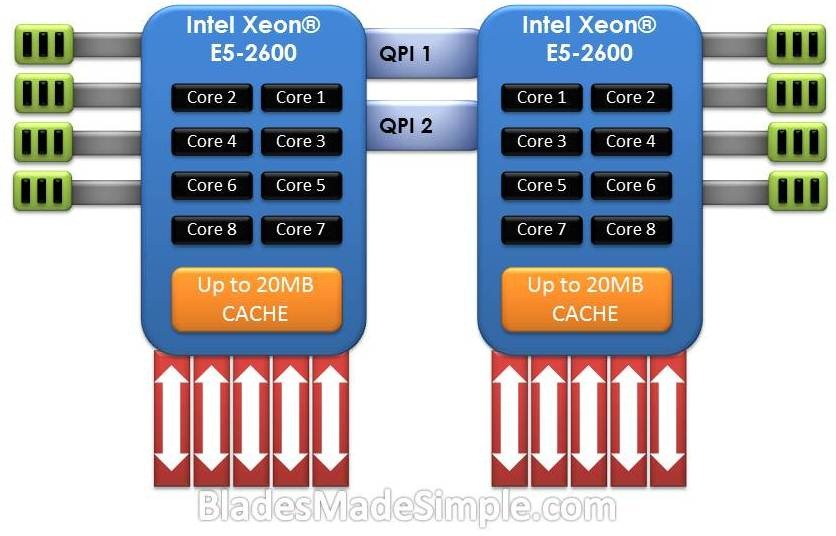 Intel Xeon®
E5-2600
Core 2 Core 1
Core 4 Core 3
Core 6 Core 5
Core 8 Core 7
Up to 20MB
CACHE
QPI 1
QPI 2
Intel Xeon®
E5-2600
Core 1 Core 2
Core 3 Core 4
Core 5 Core 6
Core 7 Core 8
Up to 20MB
CACHE
BladesMadeSimple.com